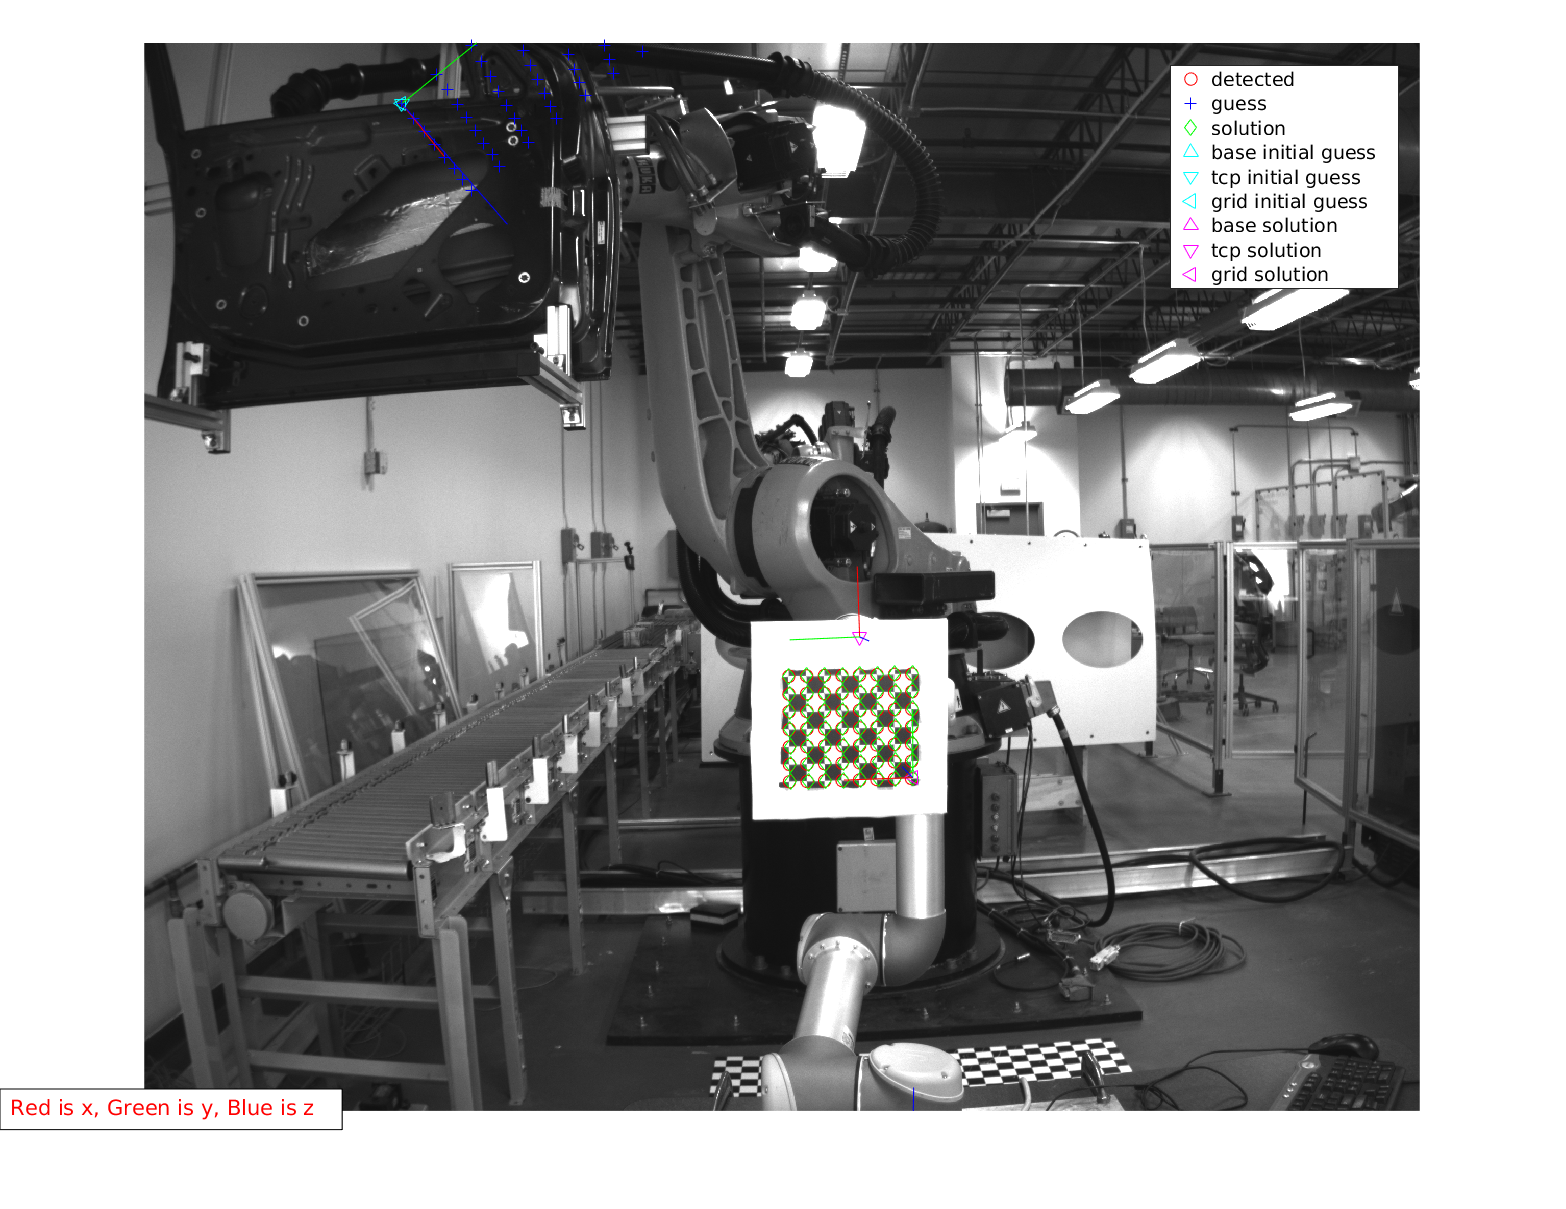 detected
guess
solution
base initial guess
tcp initial guess
grid initial guess
base solution
tcp solution
grid solution
Red is x, Green is y, Blue is z